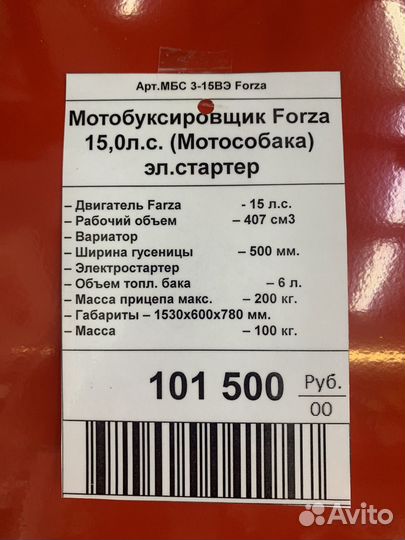 Арт.МБС 3-15ВЭ Forza
Мотобуксировщик Forza
15,0л.с. (Мотособака)
эл.стартер
– Двигатель Farza - 15 л.с.
– Рабочий объем – 407 см3
– Вариатор
– Ширина гусеницы – 500 мм.
– Электростартер
– Объем топл. бака – 6 л.
– Масса прицепа макс. – 200 кг.
– Габариты – 1530х600х780 мм.
– Масса – 100 кг.
101 500 Руб.
00
Avito